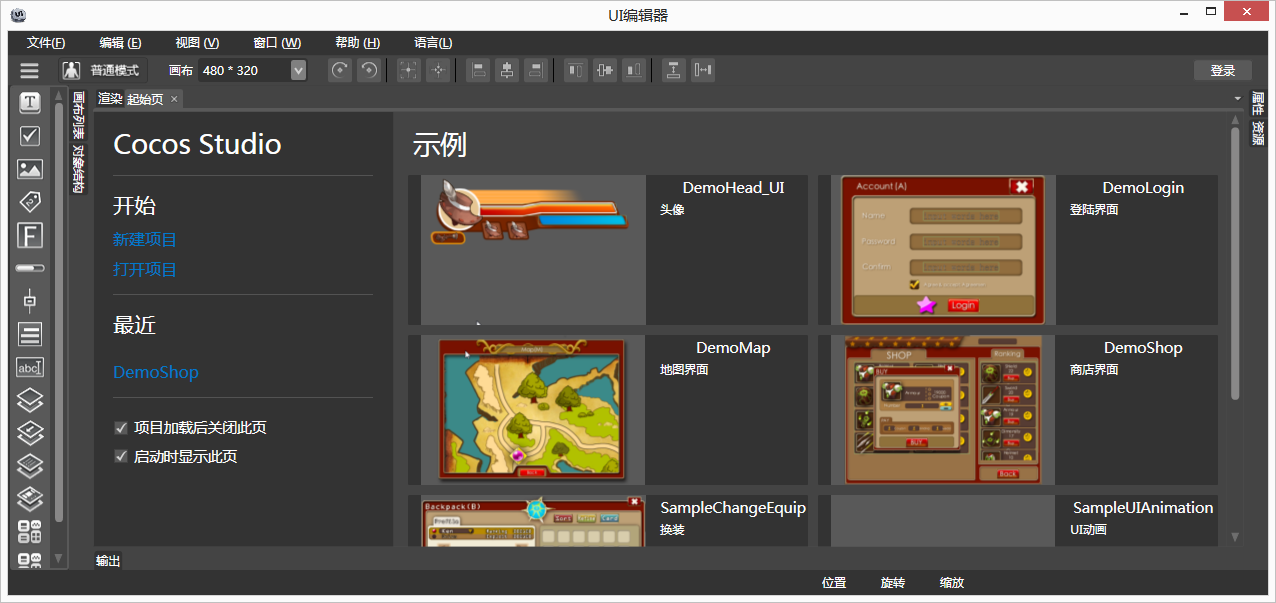 UI编辑器
文件(F) 编辑 (E) 视图 (V) 窗口 (W) 帮助 (H) 语言(L)
普通模式 画布 480 * 320 登录
T
F
abc
画布列表
对象结构
渲染 起始页 ×
属性
资源
Cocos Studio
开始
新建项目
打开项目
最近
DemoShop
项目加载后关闭此页
启动时显示此页
示例
DemoHead_UI
头像
Account (A)
Name
Password
Confirm
Login
DemoLogin
登陆界面
DemoMap
地图界面
SHOP
Ranking
BUY
BUY
Back
DemoShop
商店界面
Backpack(B)
Profile
SampleChangeEquip
换装
SampleUIAnimation
UI动画
输出
位置 旋转 缩放